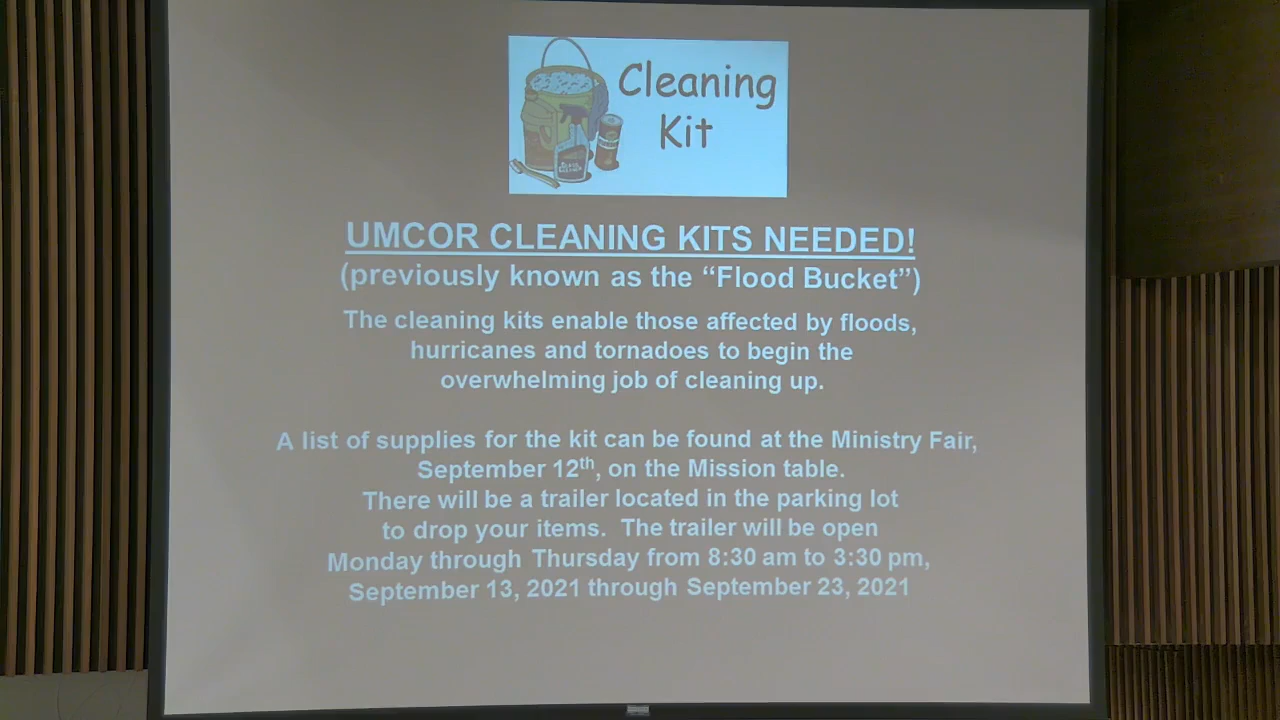 Cleaning
Kit
UMCOR CLEANING KITS NEEDED!
(previously known as the “Flood Bucket”)
The cleaning kits enable those affected by floods,
hurricanes and tornadoes to begin the
overwhelming job of cleaning up.
A list of supplies for the kit can be found at the Ministry Fair,
September 12th, on the Mission table.
There will be a trailer located in the parking lot
to drop your items.  The trailer will be open
Monday through Thursday from 8:30 am to 3:30 pm,
September 13, 2021 through September 23, 2021